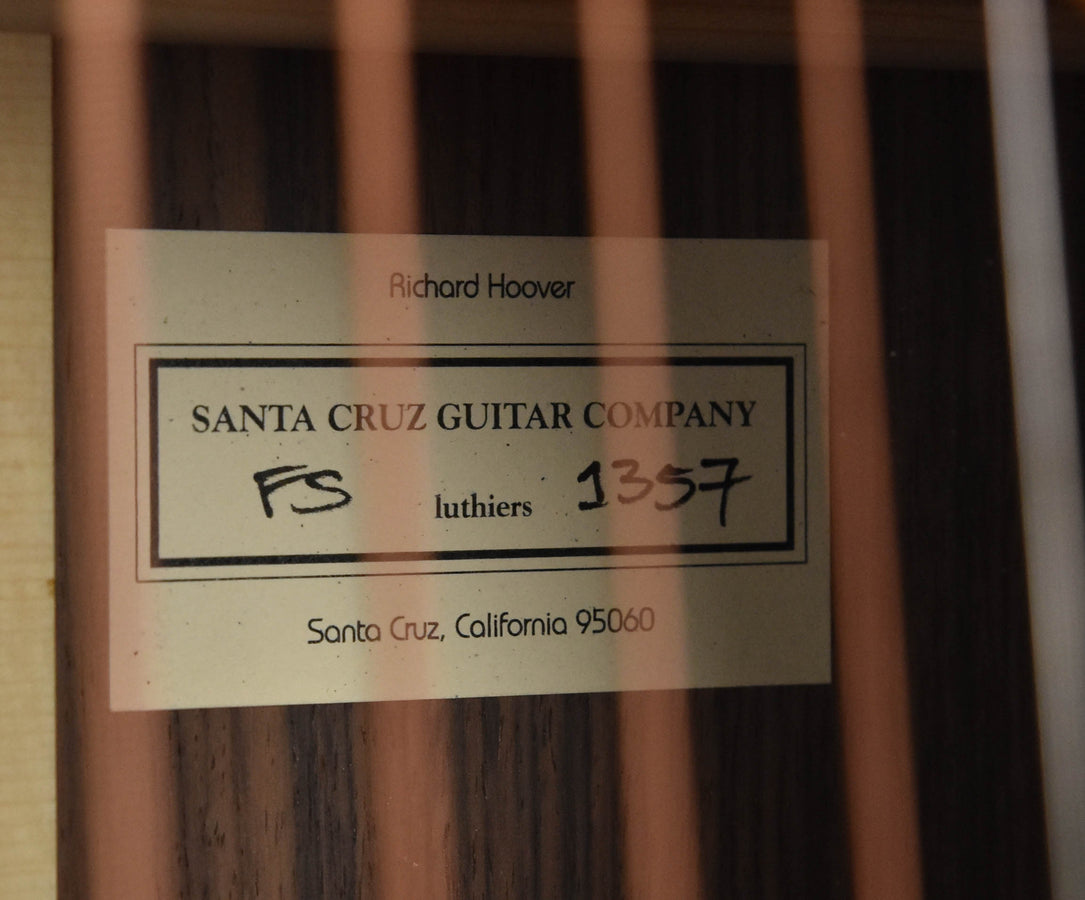 Richard Hoover
SANTA CRUZ GUITAR COMPANY
FS luthiers 1357
Santa Cruz, California 95060